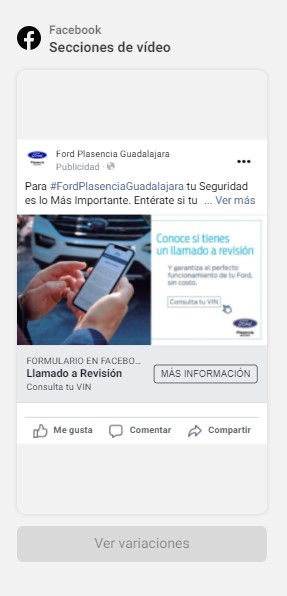 Facebook
Secciones de vídeo
Ford Plasencia Guadalajara
Publicidad ·
Para #FordPlasenciaGuadalajara tu Seguridad
es lo Más Importante. Entérate si tu ... Ver más
Conoce si tienes
un llamado a revisión
Y garantiza el perfecto
funcionamiento de tu Ford,
sin costo.
Consulta tu VIN
Ford
Plasencia
FORMULARIO EN FACEBO...
Llamado a Revisión
Consulta tu VIN
MÁS INFORMACIÓN
Me gusta
Comentar
Compartir
Ver variaciones